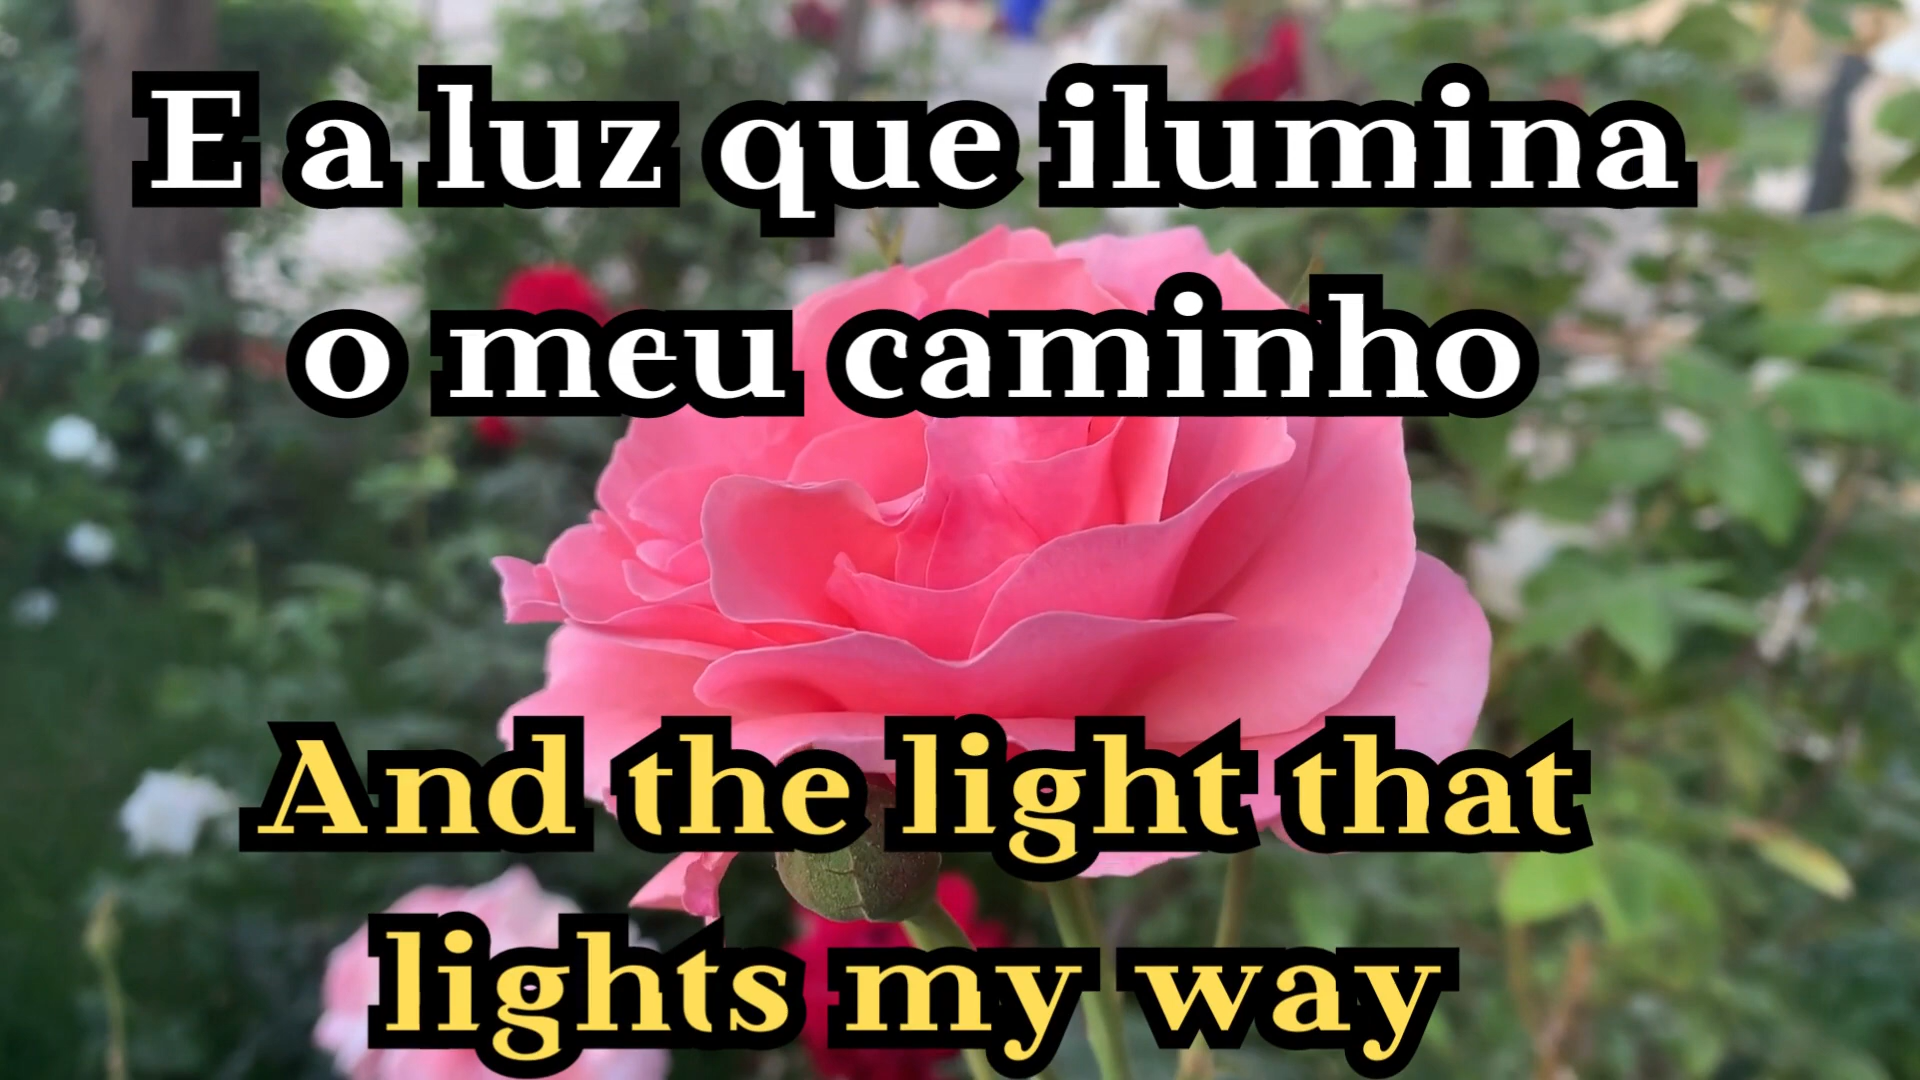 E a luz que ilumina
o meu caminho
And the light that
lights my way